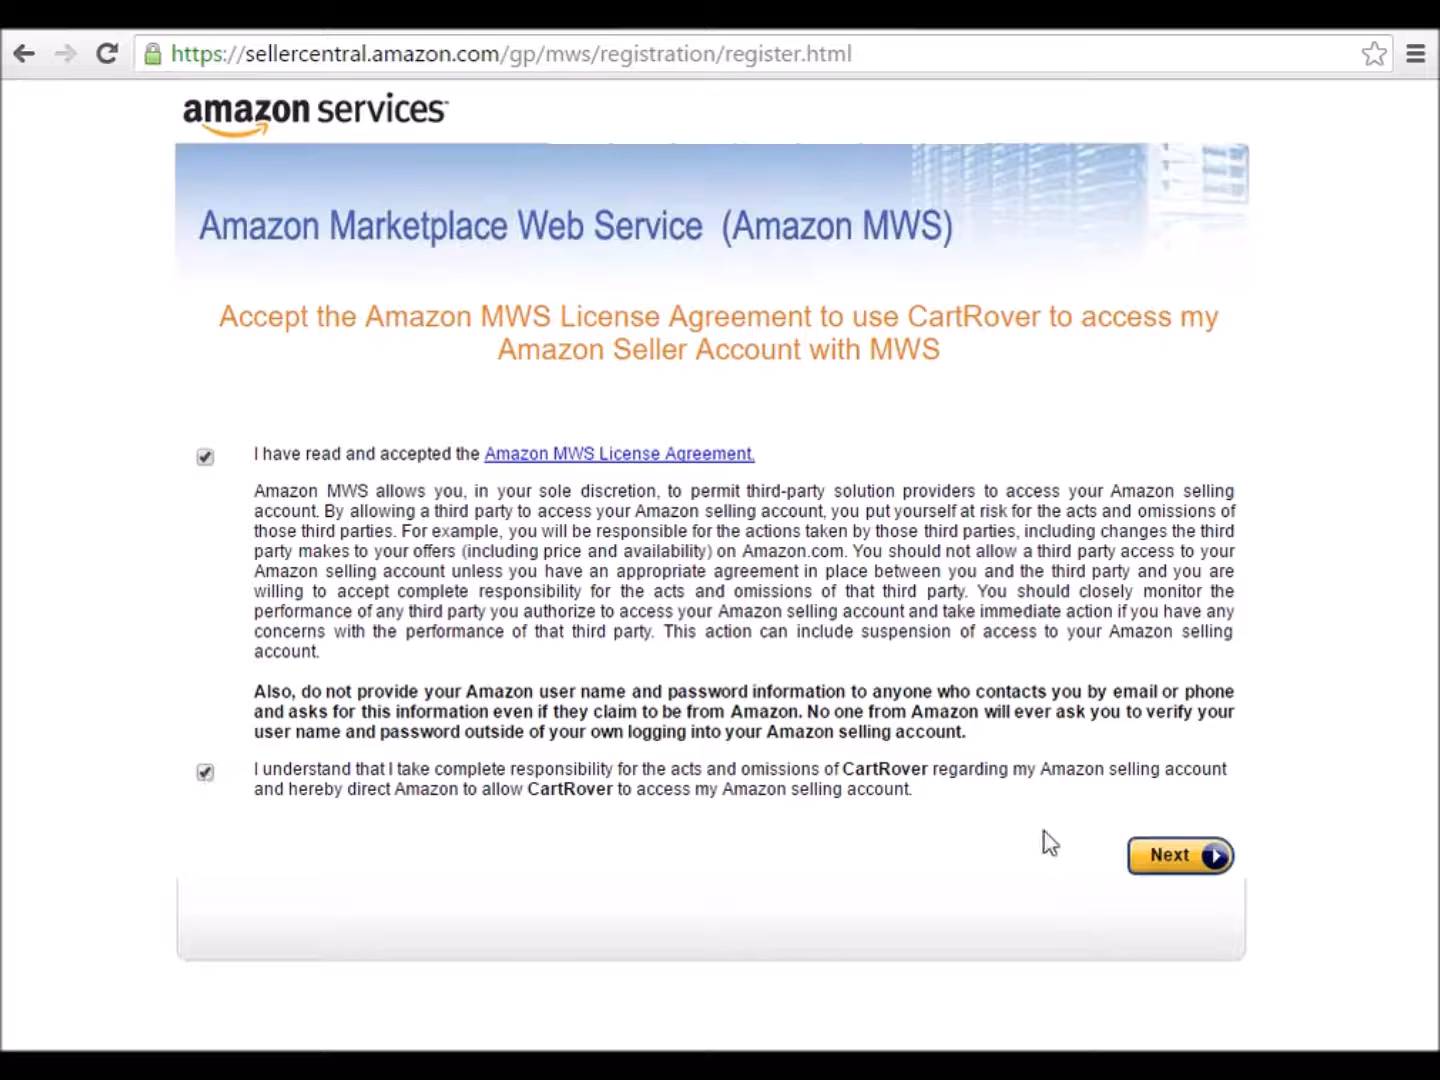 https://sellercentral.amazon.com/gp/mws/registration/register.html
amazon services
Amazon Marketplace Web Service (Amazon MWS)
Accept the Amazon MWS License Agreement to use CartRover to access my
Amazon Seller Account with MWS
I have read and accepted the Amazon MWS License Agreement.
Amazon MWS allows you, in your sole discretion, to permit third-party solution providers to access your Amazon selling
account. By allowing a third party to access your Amazon selling account, you put yourself at risk for the acts and omissions of
those third parties. For example, you will be responsible for the actions taken by those third parties, including changes the third
party makes to your offers (including price and availability) on Amazon.com. You should not allow a third party access to your
Amazon selling account unless you have an appropriate agreement in place between you and the third party and you are
willing to accept complete responsibility for the acts and omissions of that third party. You should closely monitor the
performance of any third party you authorize to access your Amazon selling account and take immediate action if you have any
concerns with the performance of that third party. This action can include suspension of access to your Amazon selling
account.
Also, do not provide your Amazon user name and password information to anyone who contacts you by email or phone
and asks for this information even if they claim to be from Amazon. No one from Amazon will ever ask you to verify your
user name and password outside of your own logging into your Amazon selling account.
I understand that I take complete responsibility for the acts and omissions of CartRover regarding my Amazon selling account
and hereby direct Amazon to allow CartRover to access my Amazon selling account.
Next